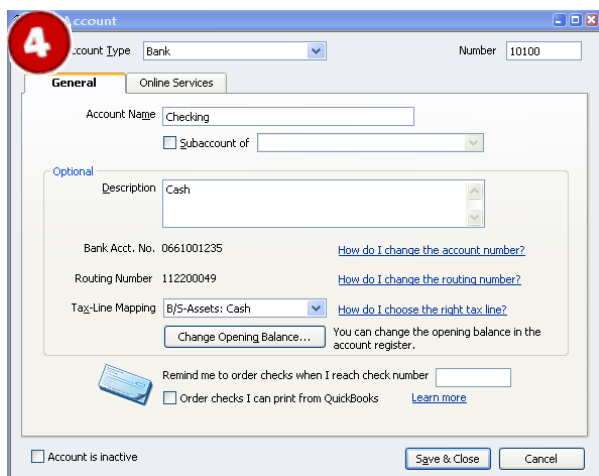 4
Account
ccount Type Bank Number 10100
General Online Services
Account Name Checking
Subaccount of
Optional
Description Cash
Bank Acct. No. 0661001235 How do I change the account number?
Routing Number 112200049 How do I change the routing number?
Tax-Line Mapping B/S-Assets: Cash How do I choose the right tax line?
Change Opening Balance... You can change the opening balance in the
account register.
Remind me to order checks when I reach check number
Order checks I can print from QuickBooks Learn more
Account is inactive Save & Close Cancel